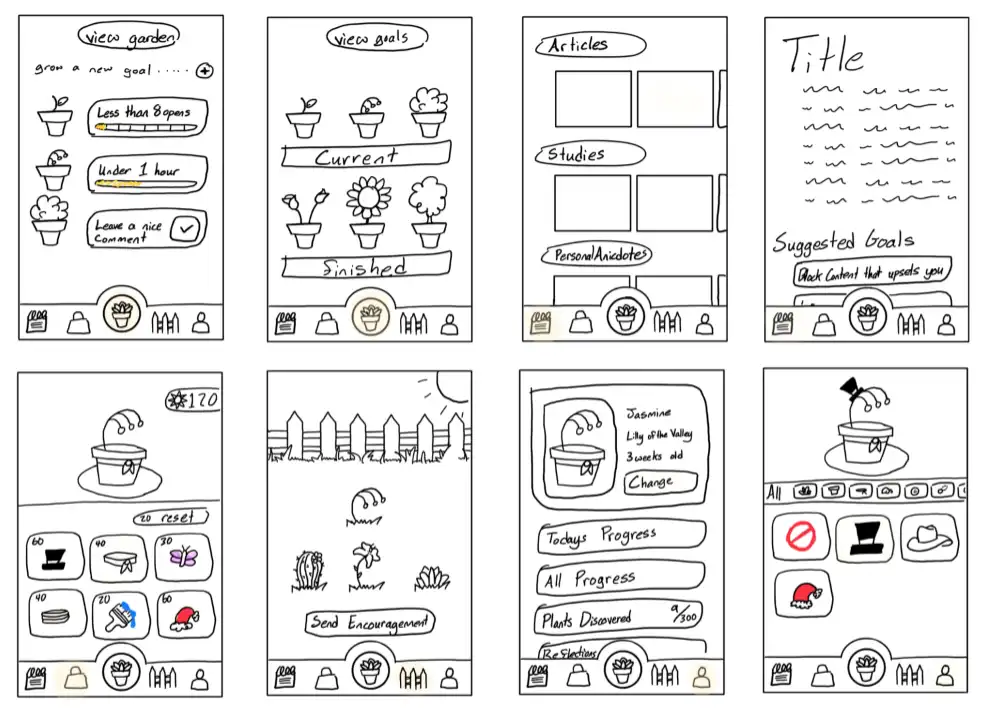 View garden
grow a new goal .....
Less than 8 opens
Under 1 hour
Leave a nice
Comment
View goals
Current
Finished
Articles
Studies
Personal Anicdotes
Title
Suggested Goals
Block Content that upsets you
120
20 reset
60
40
30
40
20
60
Send Encouragement
Jasmine
Lilly of the Valley
3 weeks old
Change
Todays Progress
All Progress
Plants Discovered
9/300
Reflections
All